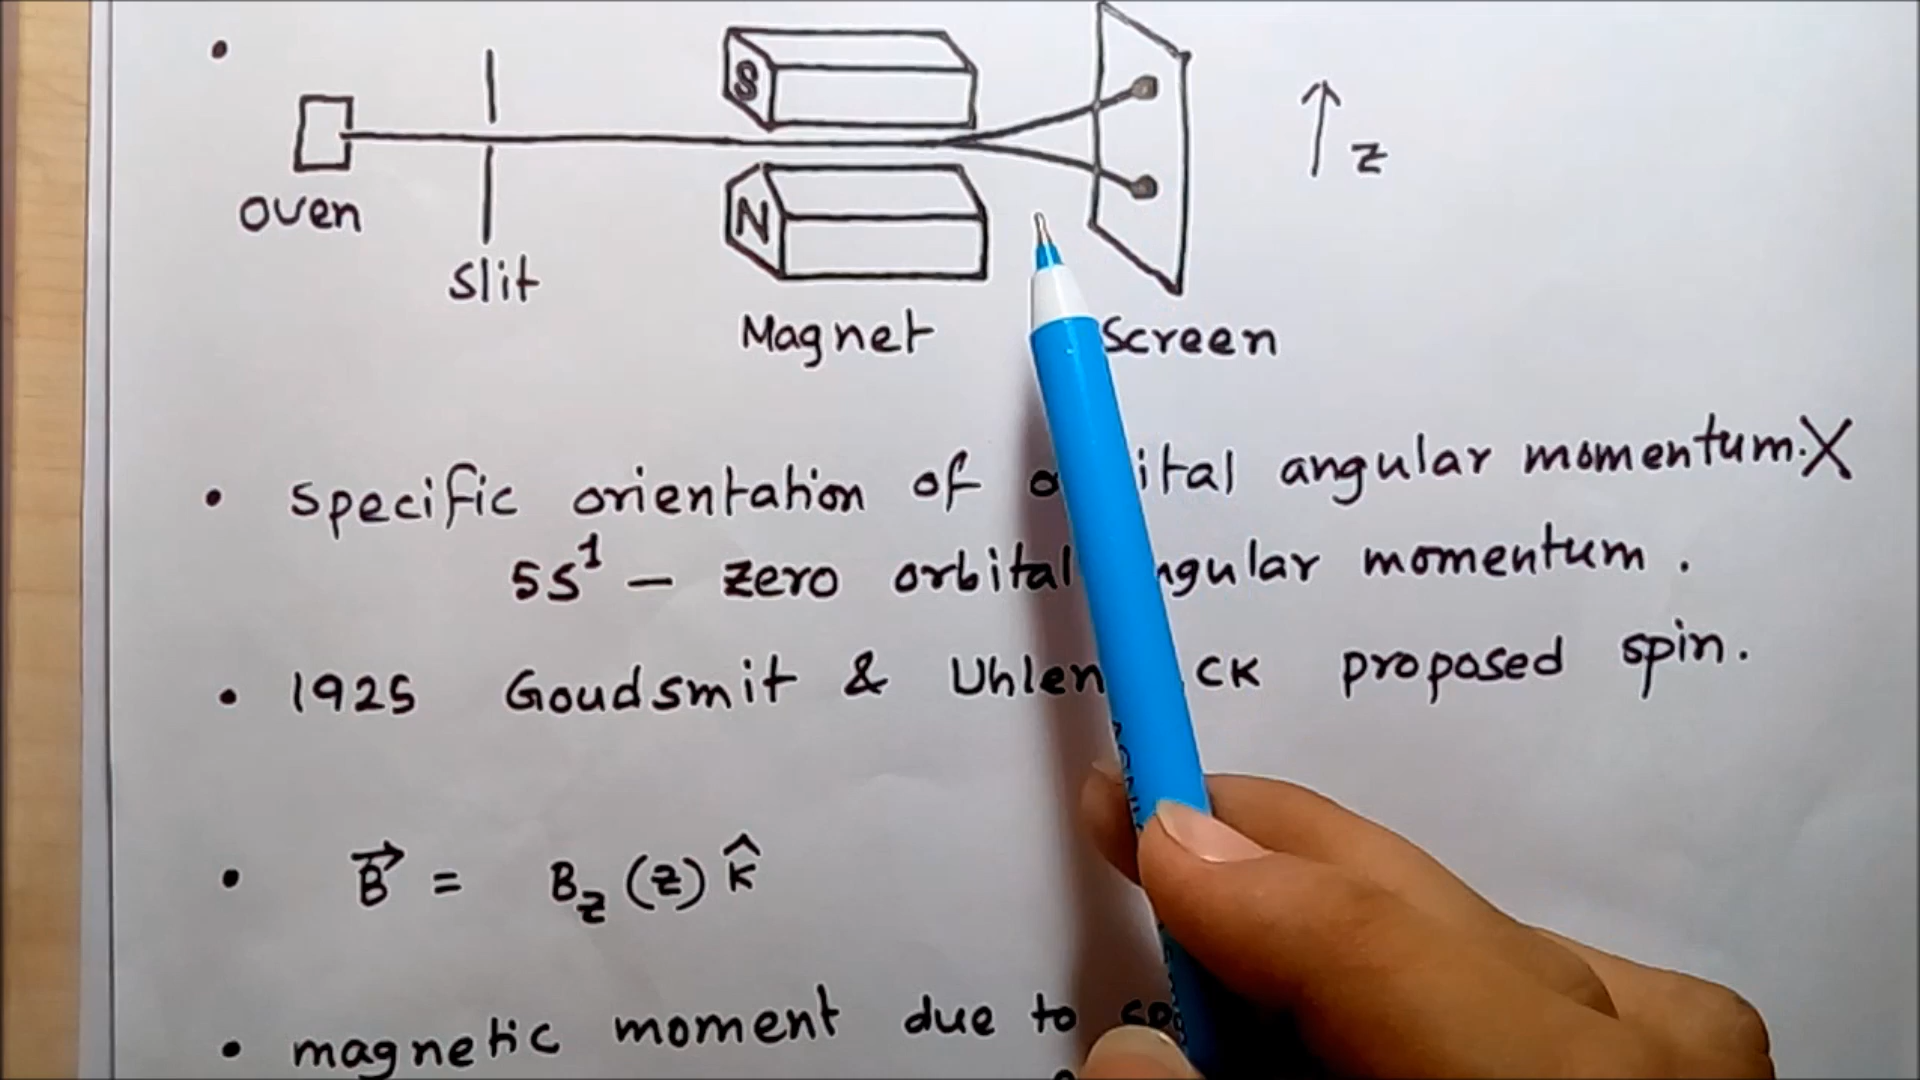 S
N
z
oven
slit
Magnet
Screen
• specific orientation of ital angular momentum. X
5s¹ — zero orbital ngular momentum.
• 1925 Goudsmit & Uhlen CK proposed spin.
• B⃗ = B_z (z) k̂
• magnetic moment due to